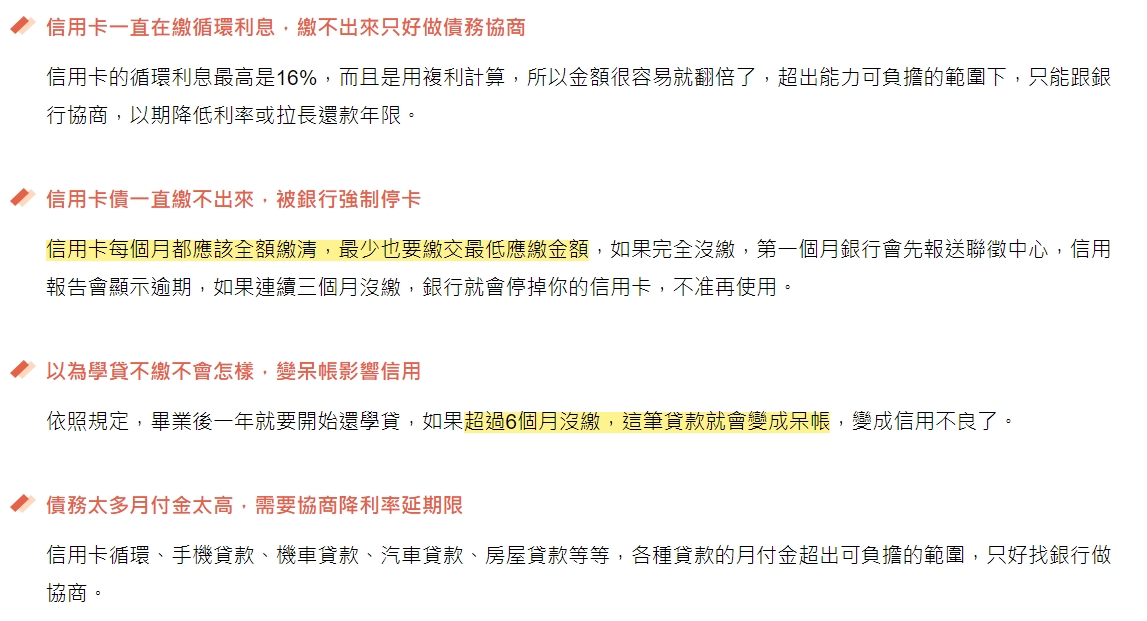 信用卡一直在繳循環利息，繳不出來只好做債務協商
信用卡的循環利息最高是16%，而且是用複利計算，所以金額很容易就翻倍了，超出能力可負擔的範圍下，只能跟銀
行協商，以期降低利率或拉長還款年限。
信用卡債一直繳不出來，被銀行強制停卡
信用卡每個月都應該全額繳清，最少也要繳交最低應繳金額，如果完全沒繳，第一個月銀行會先報送聯徵中心，信用
報告會顯示逾期，如果連續三個月沒繳，銀行就會停掉你的信用卡，不准再使用。
以為學貸不繳不會怎樣，變呆帳影響信用
依照規定，畢業後一年就要開始還學貸，如果超過6個月沒繳，這筆貸款就會變成呆帳，變成信用不良了。
債務太多月付金太高，需要協商降利率延期限
信用卡循環、手機貸款、機車貸款、汽車貸款、房屋貸款等等，各種貸款的月付金超出可負擔的範圍，只好找銀行做
協商。